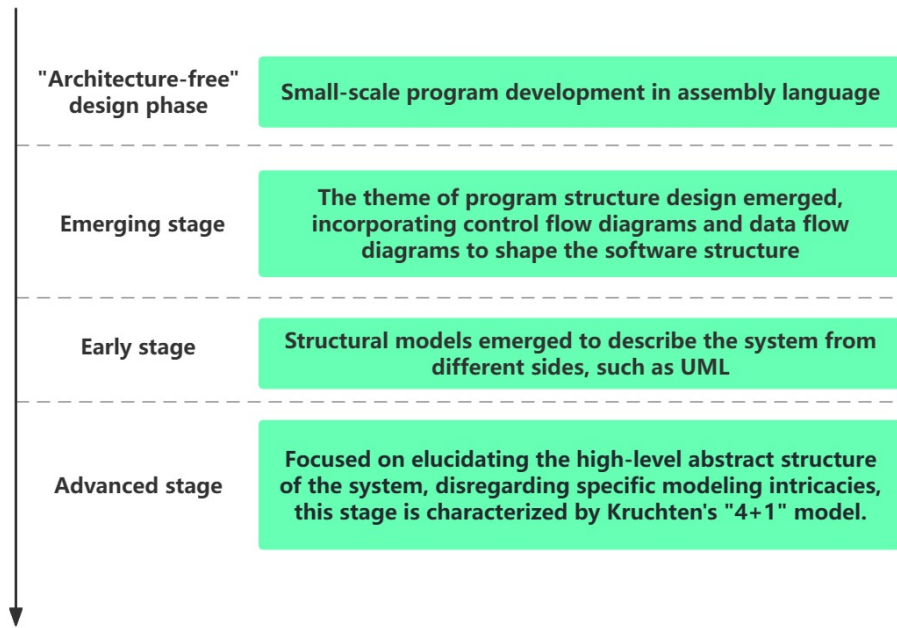 "Architecture-free"
design phase
Small-scale program development in assembly language
Emerging stage
The theme of program structure design emerged,
incorporating control flow diagrams and data flow
diagrams to shape the software structure
Early stage
Structural models emerged to describe the system from
different sides, such as UML
Advanced stage
Focused on elucidating the high-level abstract structure
of the system, disregarding specific modeling intricacies,
this stage is characterized by Kruchten's "4+1" model.